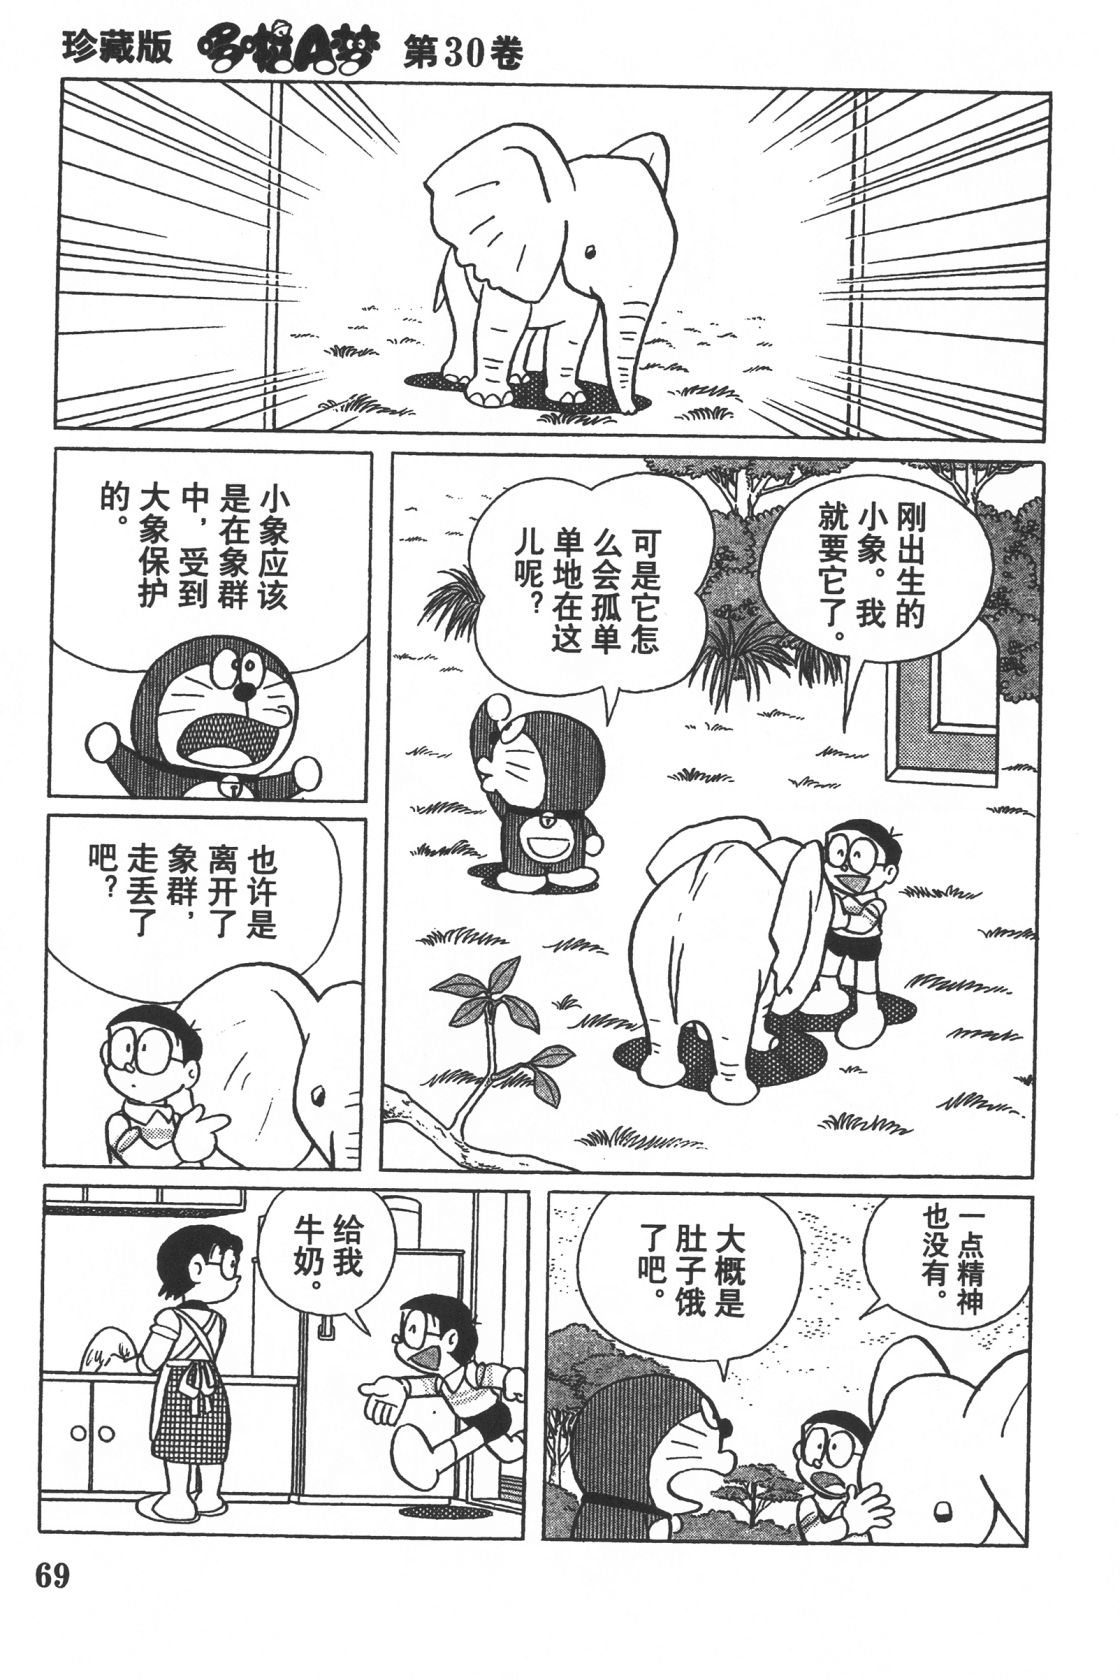 珍藏版 哆啦A梦 第30卷
刚出生的
小象。我
就要它了。
可是它怎
么会孤单
单地在这
儿呢？
小象应该
是在象群
中，受到
大象保护
的。
也许是
离开了
象群，
走丢了
吧？
一点精神
也没有。
大概是
肚子饿
了吧。
给我
牛奶。
69